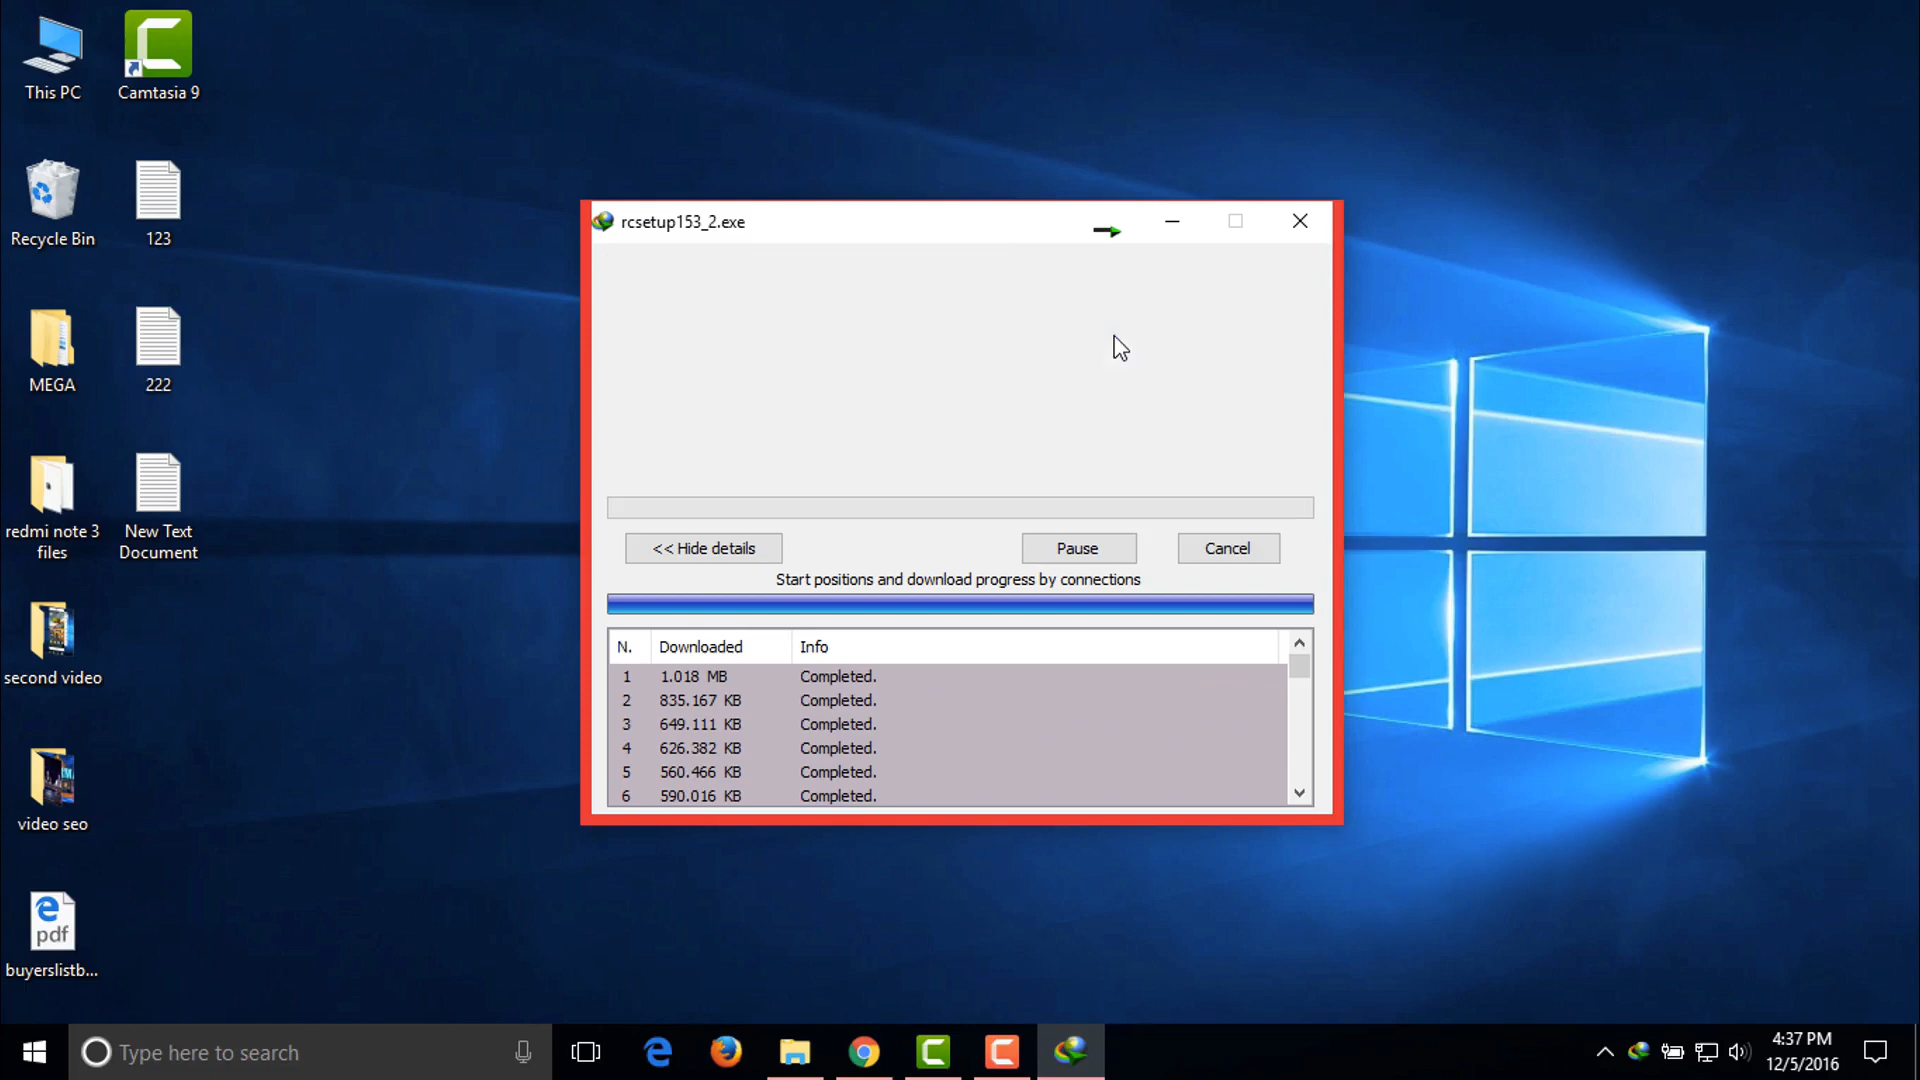 This PC
Camtasia 9
Recycle Bin
123
MEGA
222
redmi note 3
files
New Text
Document
second video
video seo
pdf
buyerslistb...
rcsetup153_2.exe
<< Hide details
Pause
Cancel
Start positions and download progress by connections
N. Downloaded Info
1 1.018 MB Completed.
2 835.167 KB Completed.
3 649.111 KB Completed.
4 626.382 KB Completed.
5 560.466 KB Completed.
6 590.016 KB Completed.
Type here to search
4:37 PM
12/5/2016